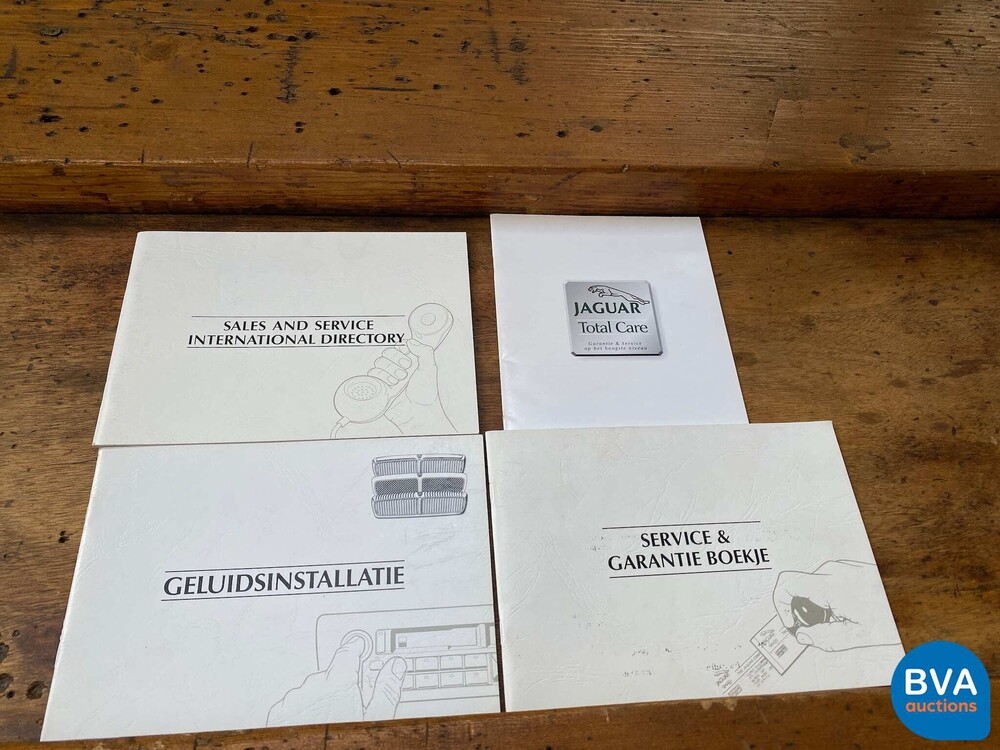 SALES AND SERVICE
INTERNATIONAL DIRECTORY
JAGUAR
Total Care
Garantie & Service
op het hoogste niveau
GELUIDSINSTALLATIE
SERVICE &
GARANTIE BOEKJE
BVA
auctions